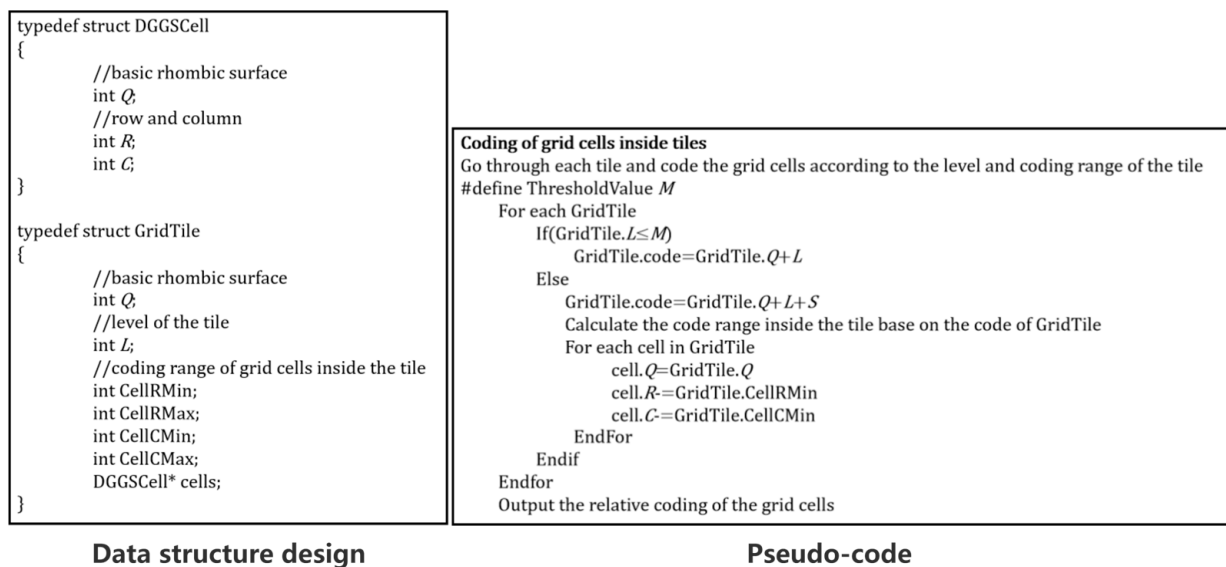 typedef struct DGGSCell
{
//basic rhombic surface
int Q;
//row and column
int R;
int C;
}
typedef struct GridTile
{
//basic rhombic surface
int Q;
//level of the tile
int L;
//coding range of grid cells inside the tile
int CellRMin;
int CellRMax;
int CellCMin;
int CellCMax;
DGGSCell* cells;
}
Data structure design
Coding of grid cells inside tiles
Go through each tile and code the grid cells according to the level and coding range of the tile
#define ThresholdValue M
For each GridTile
If(GridTile.L≤M)
GridTile.code=GridTile.Q+L
Else
GridTile.code=GridTile.Q+L+S
Calculate the code range inside the tile base on the code of GridTile
For each cell in GridTile
cell.Q=GridTile.Q
cell.R-=GridTile.CellRMin
cell.C-=GridTile.CellCMin
EndFor
Endif
Endfor
Output the relative coding of the grid cells
Pseudo-code